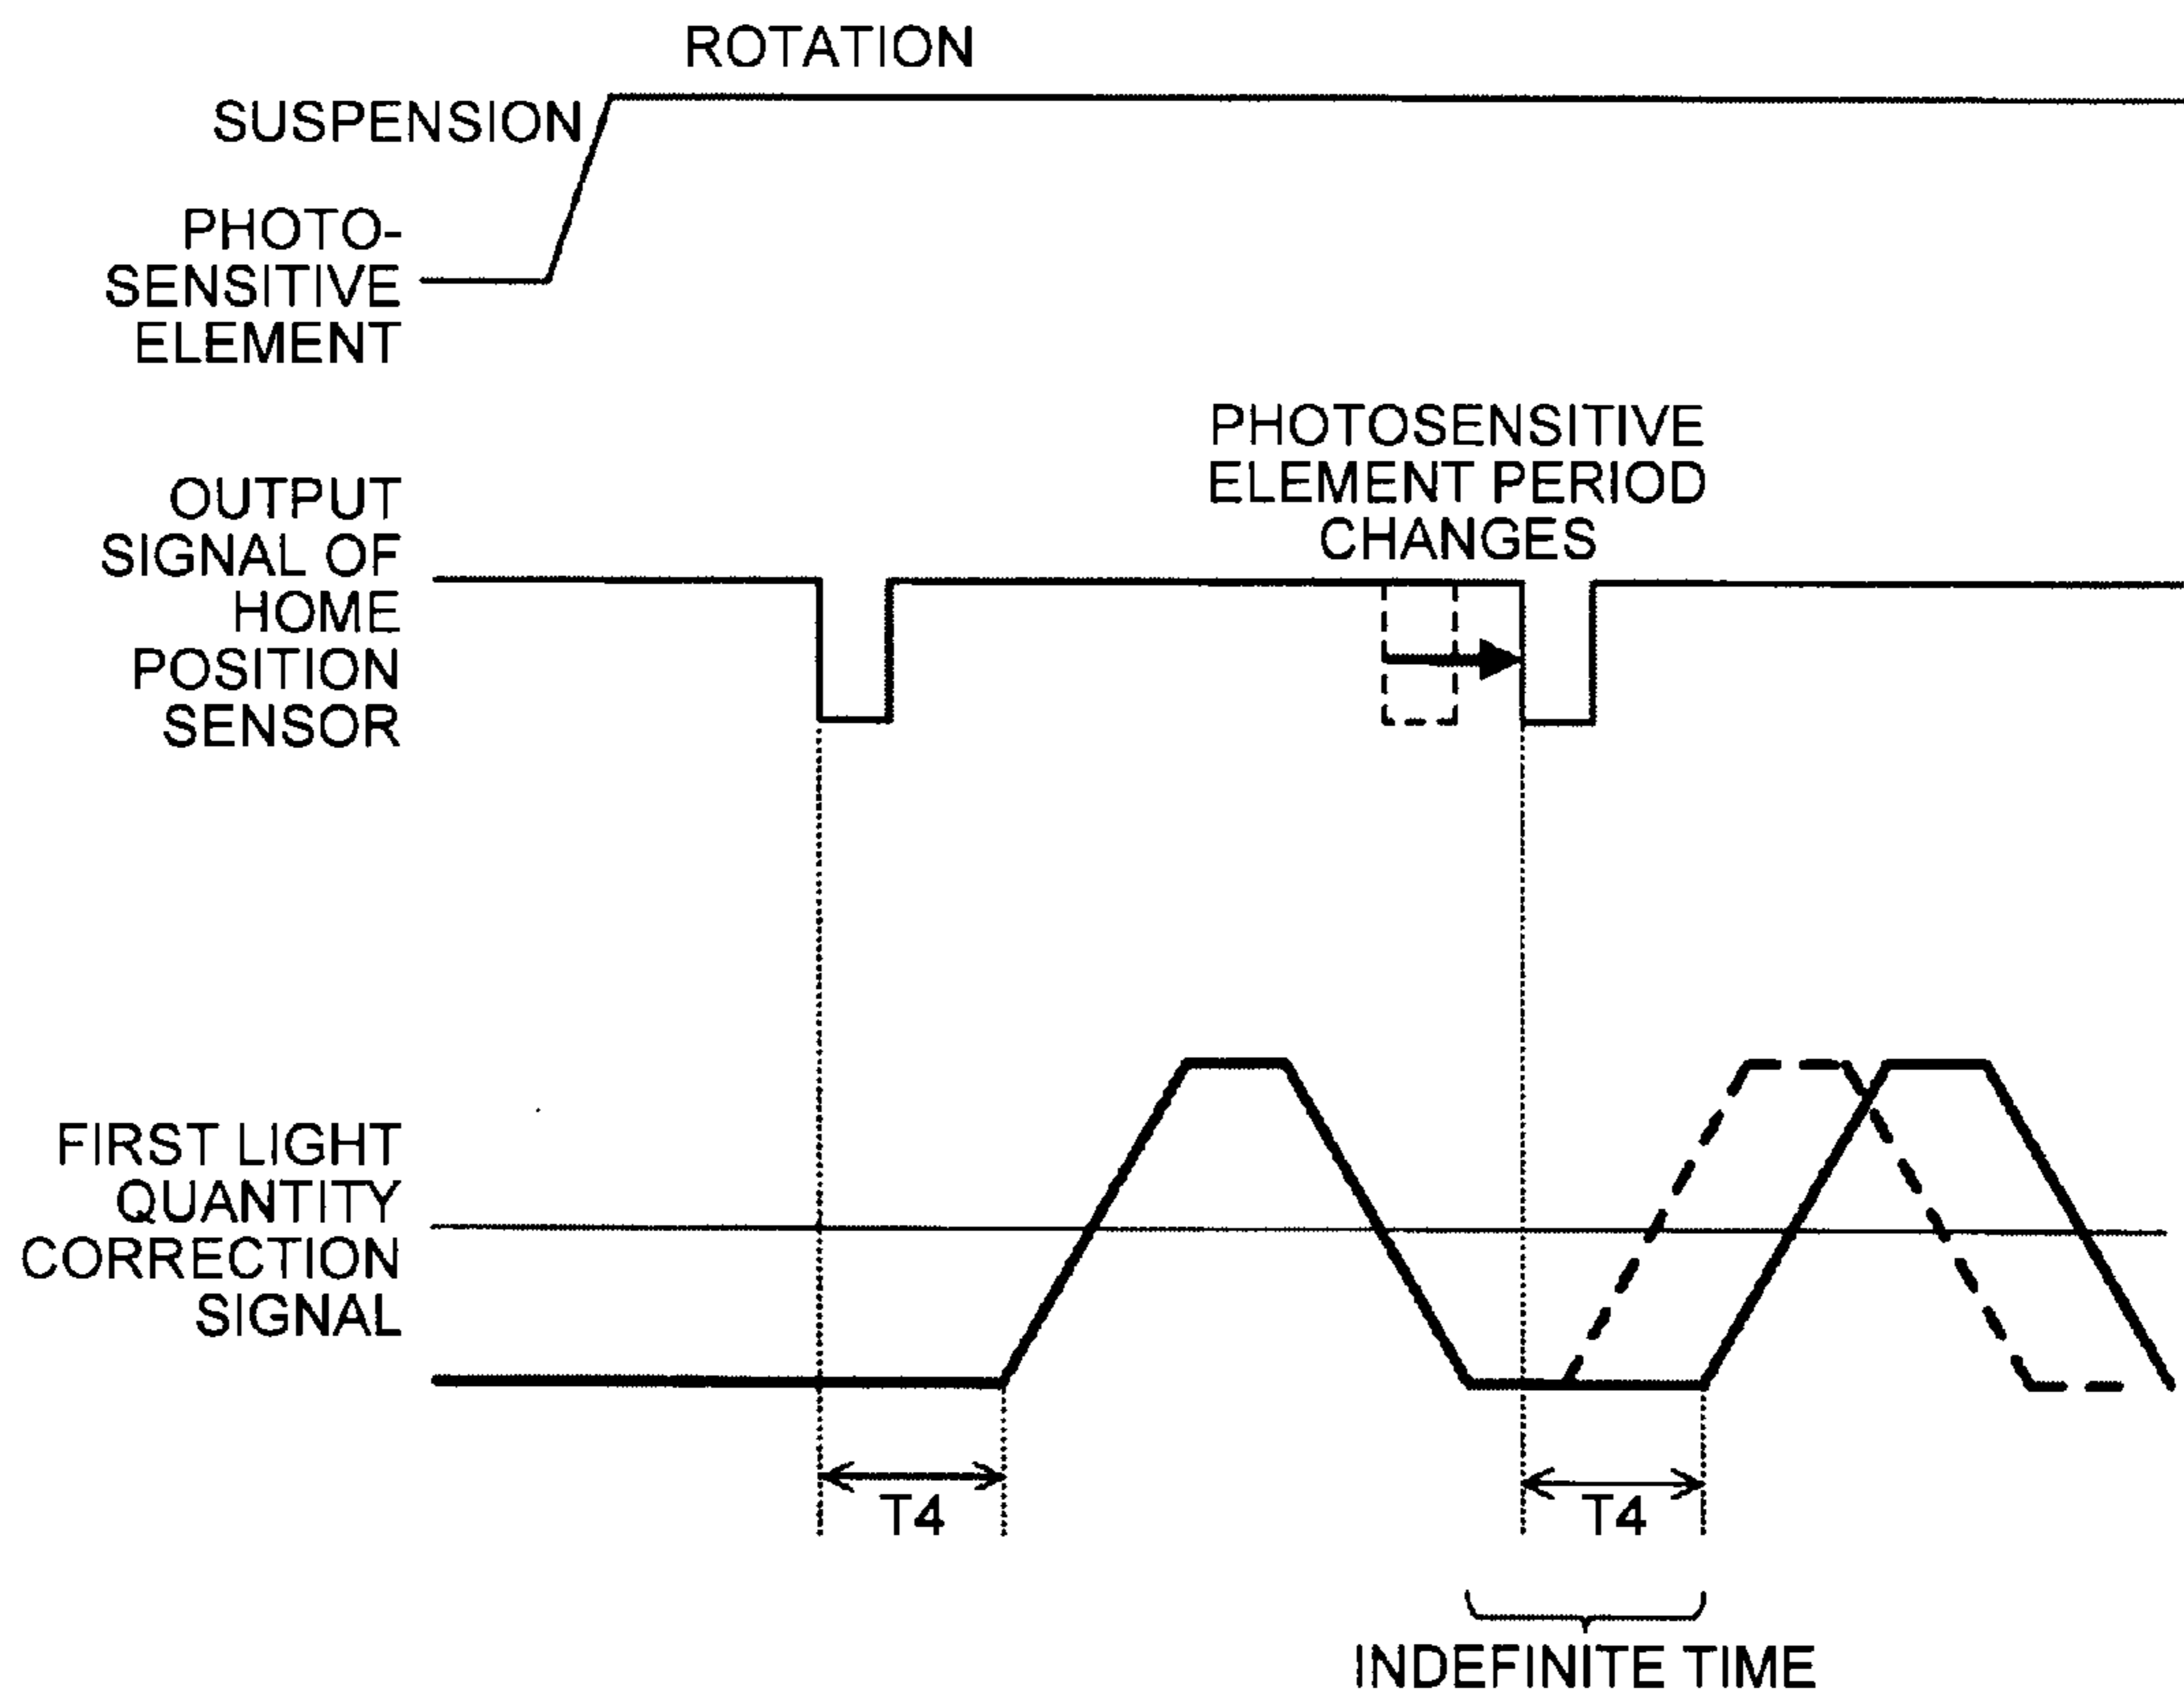 ROTATION
SUSPENSION
PHOTO-
SENSITIVE
ELEMENT
PHOTOSENSITIVE
ELEMENT PERIOD
CHANGES
OUTPUT
SIGNAL OF
HOME
POSITION
SENSOR
FIRST LIGHT
QUANTITY
CORRECTION
SIGNAL
T4
T4
INDEFINITE TIME